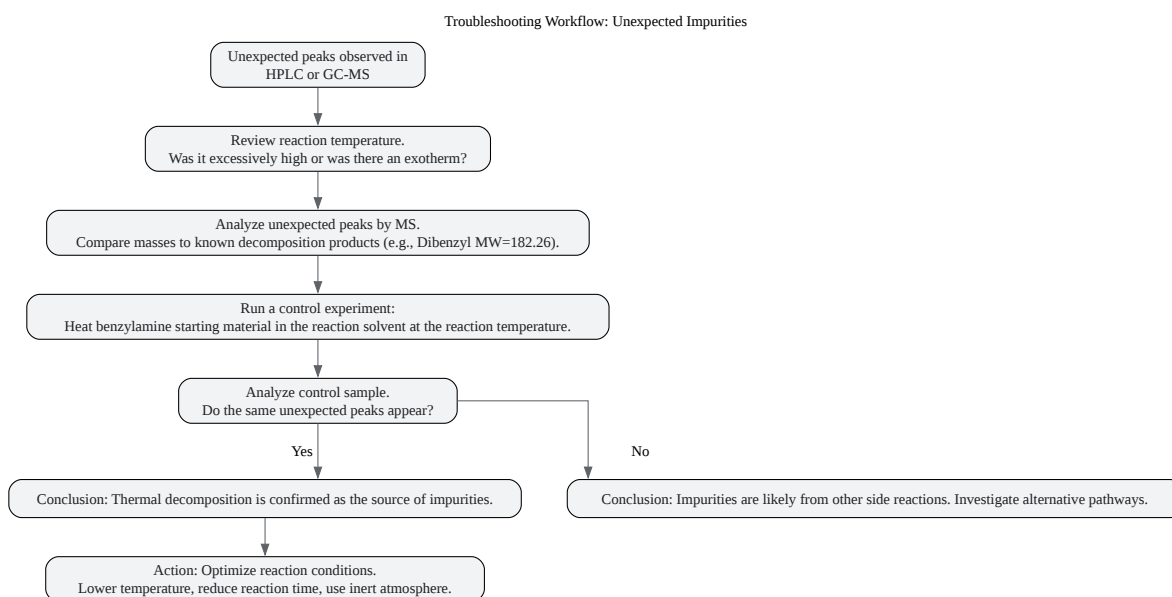 Troubleshooting Workflow: Unexpected Impurities
Unexpected peaks observed in
HPLC or GC-MS
Review reaction temperature.
Was it excessively high or was there an exotherm?
Analyze unexpected peaks by MS.
Compare masses to known decomposition products (e.g., Dibenzyl MW=182.26).
Run a control experiment:
Heat benzylamine starting material in the reaction solvent at the reaction temperature.
Analyze control sample.
Do the same unexpected peaks appear?
Yes
No
Conclusion: Thermal decomposition is confirmed as the source of impurities.
Conclusion: Impurities are likely from other side reactions. Investigate alternative pathways.
Action: Optimize reaction conditions.
Lower temperature, reduce reaction time, use inert atmosphere.